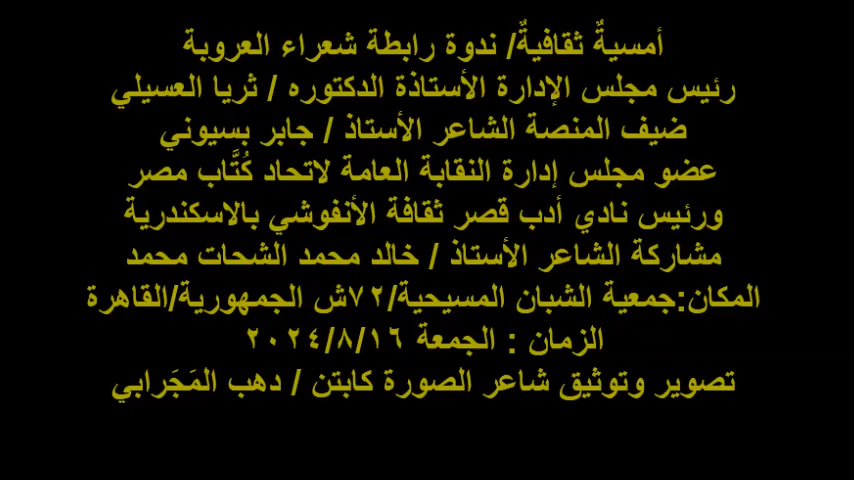 أمسيةٌ ثقافيةٌ/ ندوة رابطة شعراء العروبة
رئيس مجلس الإدارة الأستاذة الدكتوره / ثريا العسيلي
ضيف المنصة الشاعر الأستاذ / جابر بسيوني
عضو مجلس إدارة النقابة العامة لاتحاد كُتَّاب مصر
ورئيس نادي أدب قصر ثقافة الأنفوشي بالاسكندرية
مشاركة الشاعر الأستاذ / خالد محمد الشحات محمد
المكان:جمعية الشبان المسيحية/٧٢ش الجمهورية/القاهرة
الزمان : الجمعة ٢٠٢٤/٨/١٦
تصوير وتوثيق شاعر الصورة كابتن / دهب المَجَرابي